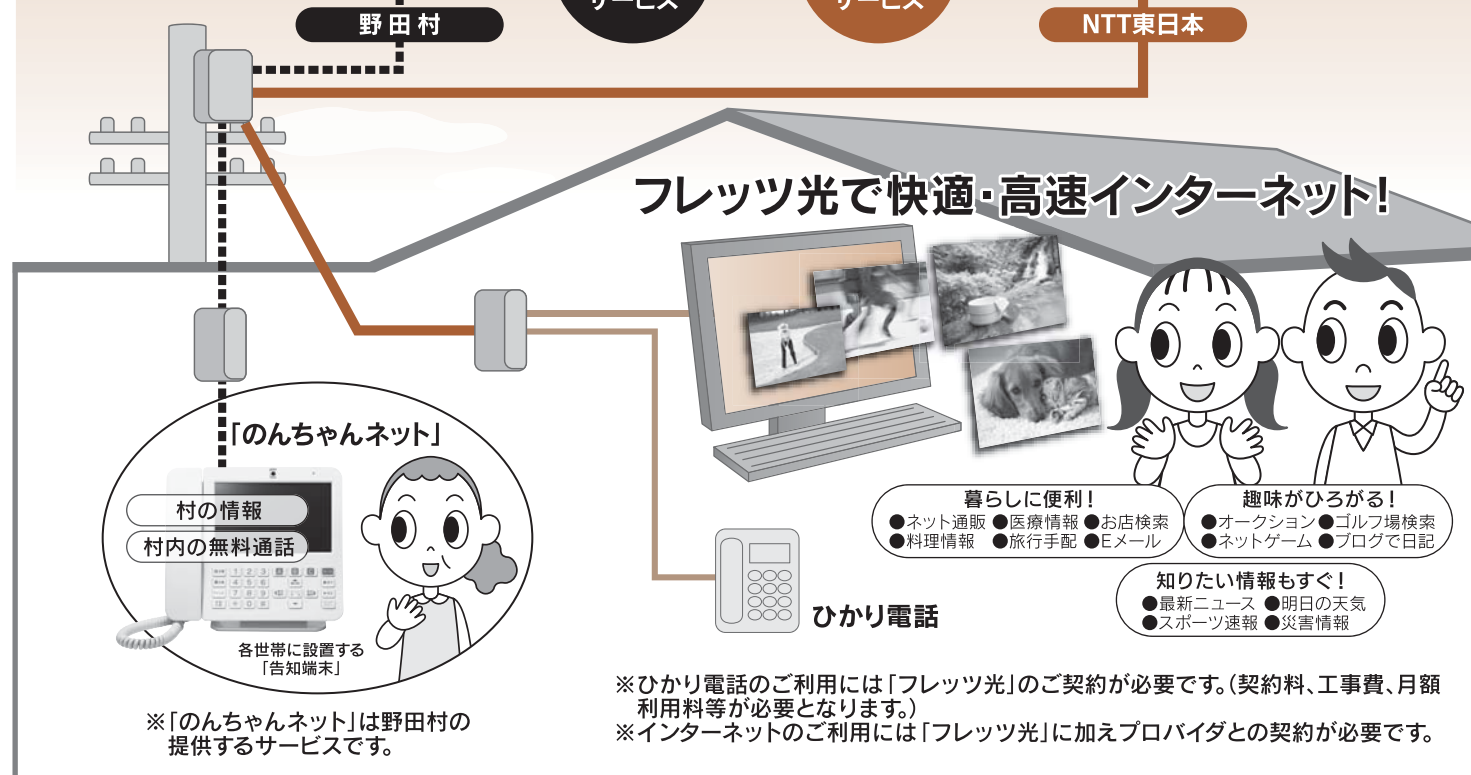 サービス
サービス
野田村
NTT東日本
フレッツ光で快適・高速インターネット!
「のんちゃんネット」
村の情報
村内の無料通話
各世帯に設置する
「告知端末」
※「のんちゃんネット」は野田村の
提供するサービスです。
暮らしに便利!
●ネット通販 ●医療情報 ●お店検索
●料理情報 ●旅行手配 ●Eメール
趣味がひろがる!
●オークション ●ゴルフ場検索
●ネットゲーム ●ブログで日記
知りたい情報もすぐ!
●最新ニュース ●明日の天気
●スポーツ速報 ●災害情報
ひかり電話
※ひかり電話のご利用には「フレッツ光」のご契約が必要です。(契約料、工事費、月額
利用料等が必要となります。)
※インターネットのご利用には「フレッツ光」に加えプロバイダとの契約が必要です。